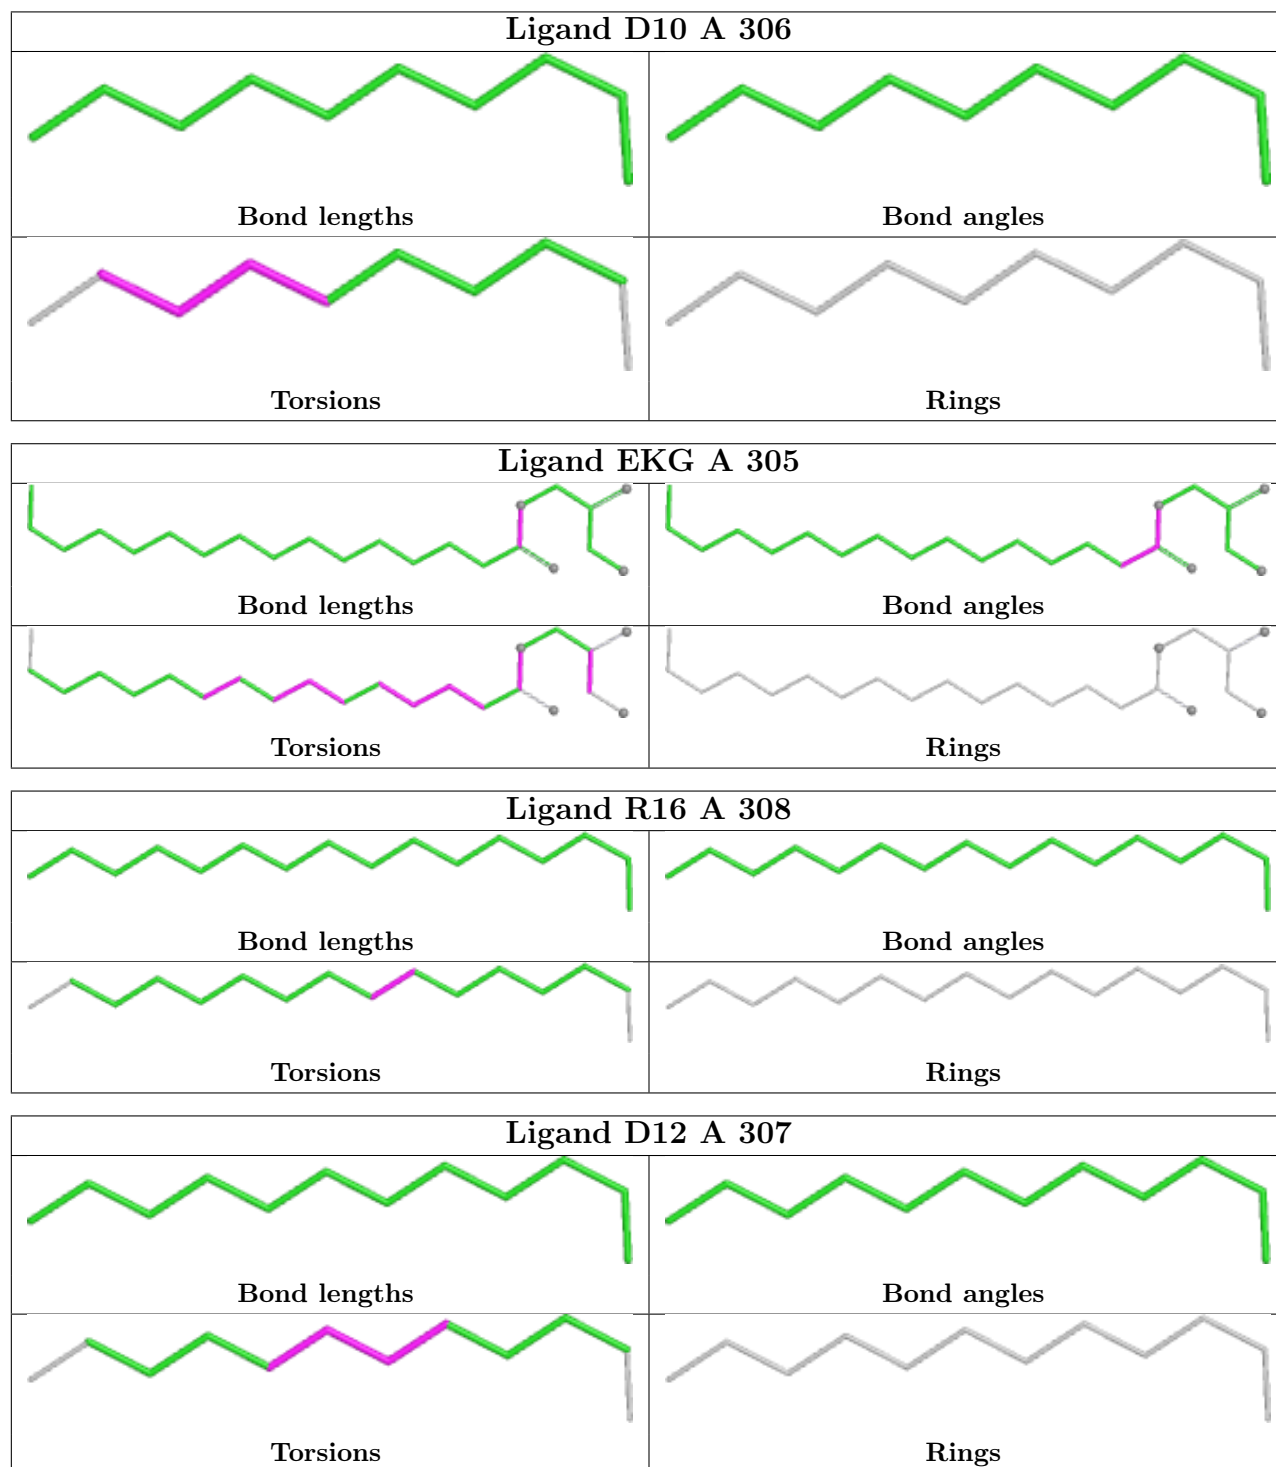 Ligand D10 A 306
Bond lengths
Bond angles
Torsions
Rings
Ligand EKG A 305
Bond lengths
Bond angles
Torsions
Rings
Ligand R16 A 308
Bond lengths
Bond angles
Torsions
Rings
Ligand D12 A 307
Bond lengths
Bond angles
Torsions
Rings